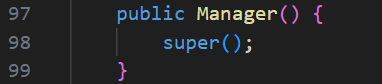 97 public Manager() {
98 super();
99 }